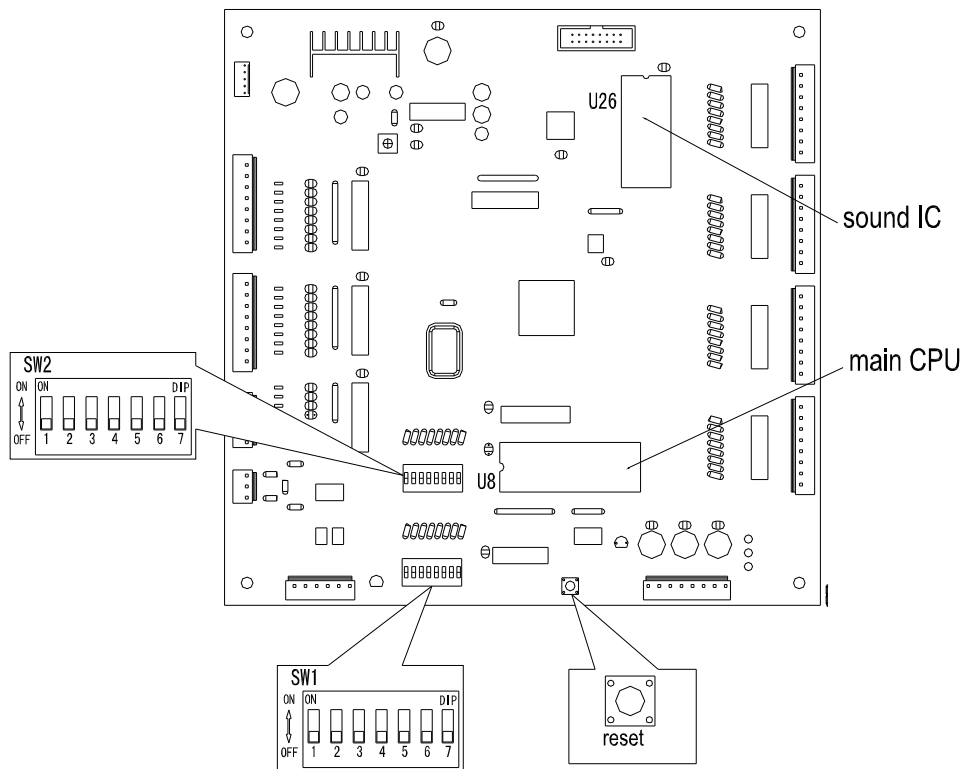 U26
sound IC
main CPU
SW2
ON ON DIP
OFF 1 2 3 4 5 6 7
U8
SW1
ON ON DIP
OFF 1 2 3 4 5 6 7
reset